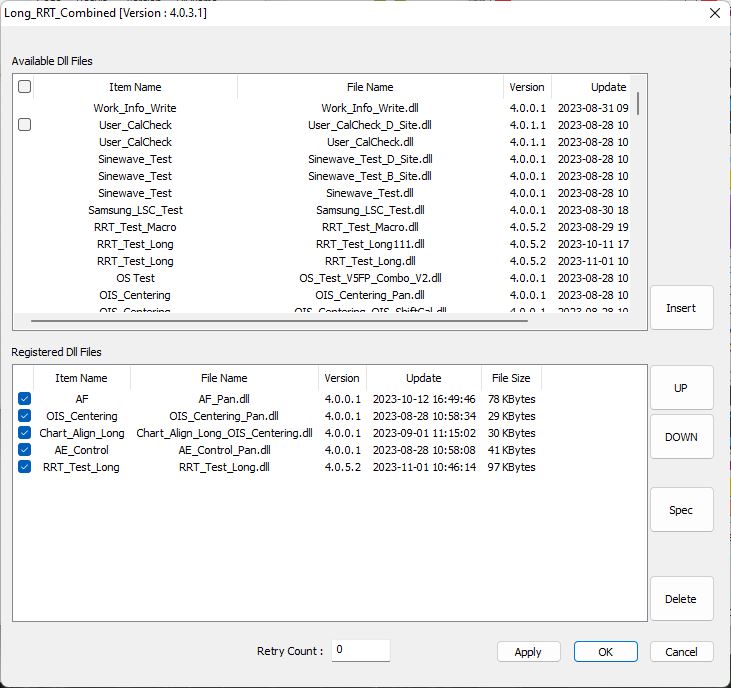 Long_RRT_Combined [Version : 4.0.3.1]
Available Dll Files
Item Name File Name Version Update
Work_Info_Write Work_Info_Write.dll 4.0.0.1 2023-08-31 09
User_CalCheck User_CalCheck_D_Site.dll 4.0.1.1 2023-08-28 10
User_CalCheck User_CalCheck.dll 4.0.1.1 2023-08-28 10
Sinewave_Test Sinewave_Test_D_Site.dll 4.0.0.1 2023-08-28 10
Sinewave_Test Sinewave_Test_B_Site.dll 4.0.0.1 2023-08-28 10
Sinewave_Test Sinewave_Test.dll 4.0.0.1 2023-08-28 10
Samsung_LSC_Test Samsung_LSC_Test.dll 4.0.0.1 2023-08-30 18
RRT_Test_Macro RRT_Test_Macro.dll 4.0.5.2 2023-08-29 19
RRT_Test_Long RRT_Test_Long111.dll 4.0.5.2 2023-10-11 17
RRT_Test_Long RRT_Test_Long.dll 4.0.5.2 2023-11-01 10
OS Test OS_Test_V5FP_Combo_V2.dll 4.0.0.1 2023-08-28 10
OIS_Centering OIS_Centering_Pan.dll 4.0.0.1 2023-08-28 10
OIS_Centering OIS_Centering_OIS_ShiftCal.dll 4.0.0.1 2023-08-28 10
Insert
Registered Dll Files
Item Name File Name Version Update File Size
AF AF_Pan.dll 4.0.0.1 2023-10-12 16:49:46 78 KBytes
OIS_Centering OIS_Centering_Pan.dll 4.0.0.1 2023-08-28 10:58:34 29 KBytes
Chart_Align_Long Chart_Align_Long_OIS_Centering.dll 4.0.0.1 2023-09-01 11:15:02 30 KBytes
AE_Control AE_Control_Pan.dll 4.0.0.1 2023-08-28 10:58:08 41 KBytes
RRT_Test_Long RRT_Test_Long.dll 4.0.5.2 2023-11-01 10:46:14 97 KBytes
UP
DOWN
Spec
Delete
Retry Count : 0
Apply OK Cancel